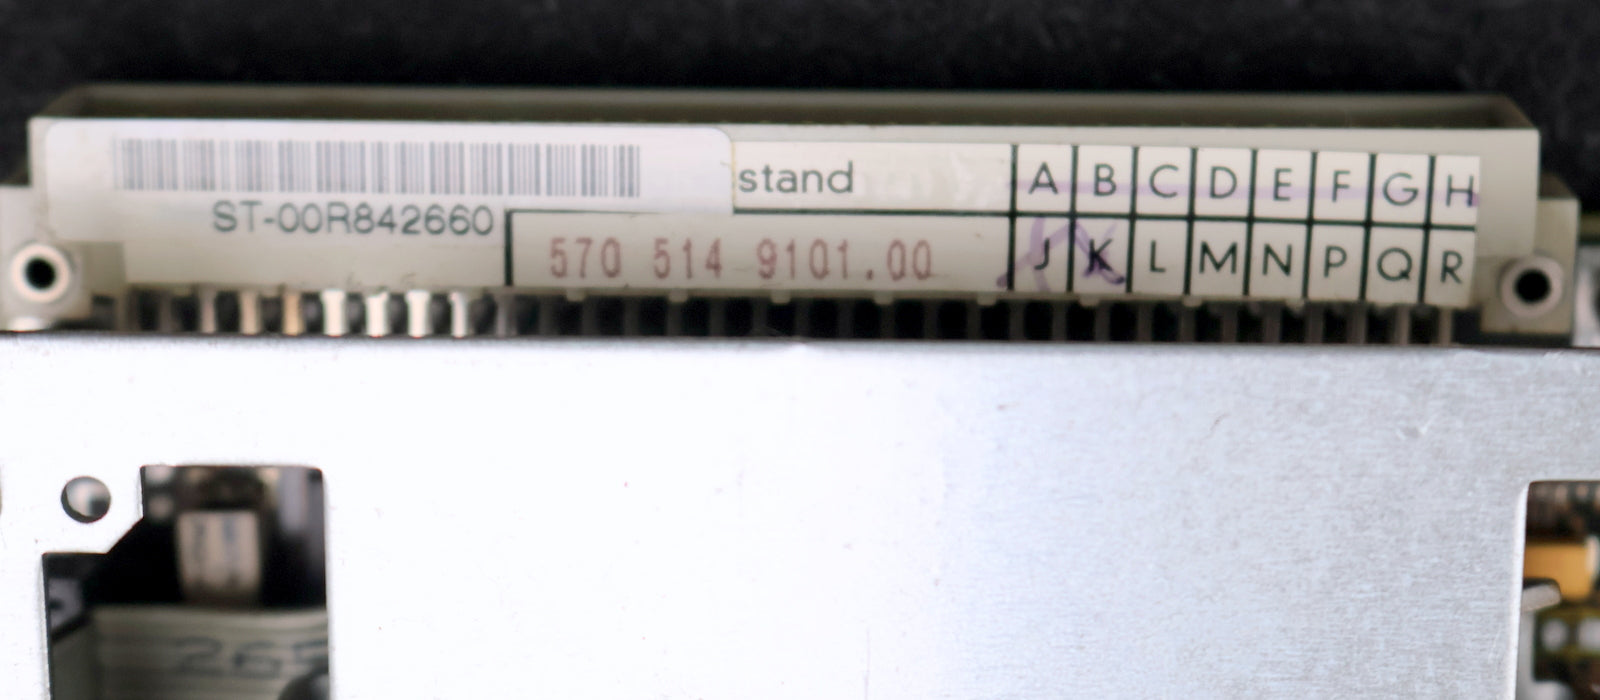 stand A B C D E F G H
ST-00R842660
570 514 9101.00 J K L M N P Q R